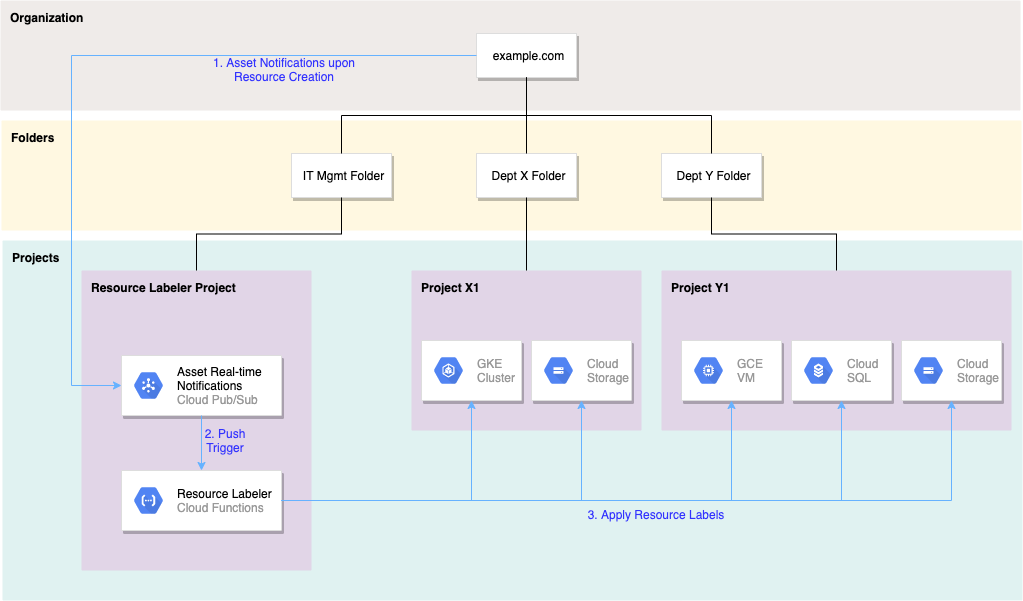 Organization
example.com
1. Asset Notifications upon
Resource Creation
Folders
IT Mgmt Folder
Dept X Folder
Dept Y Folder
Projects
Resource Labeler Project
Project X1
Project Y1
GKE
Cluster
Cloud
Storage
GCE
VM
Cloud
SQL
Cloud
Storage
Asset Real-time
Notifications
Cloud Pub/Sub
2. Push
Trigger
Resource Labeler
Cloud Functions
3. Apply Resource Labels